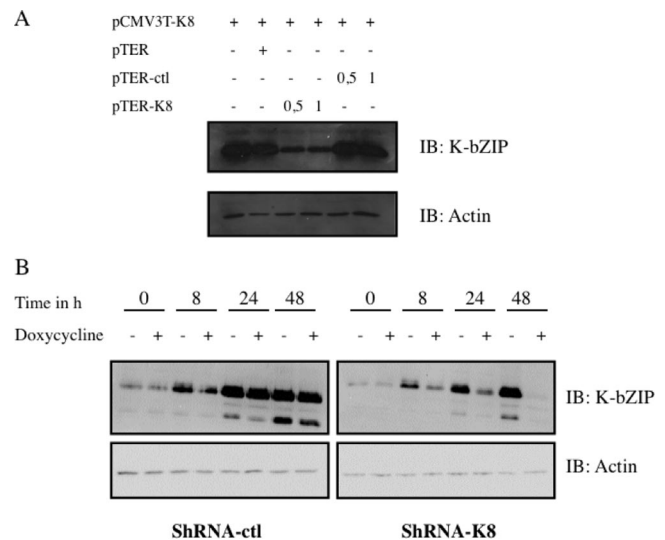 A
pCMV3T-K8 + + + + + +
pTER - + - - - -
pTER-ctl - - - - 0,5 1
pTER-K8 - - 0,5 1 - -
IB: K-bZIP
IB: Actin
B
Time in h 0 8 24 48 0 8 24 48
Doxycycline - + - + - + - + - + - + - + - +
IB: K-bZIP
IB: Actin
ShRNA-ctl ShRNA-K8